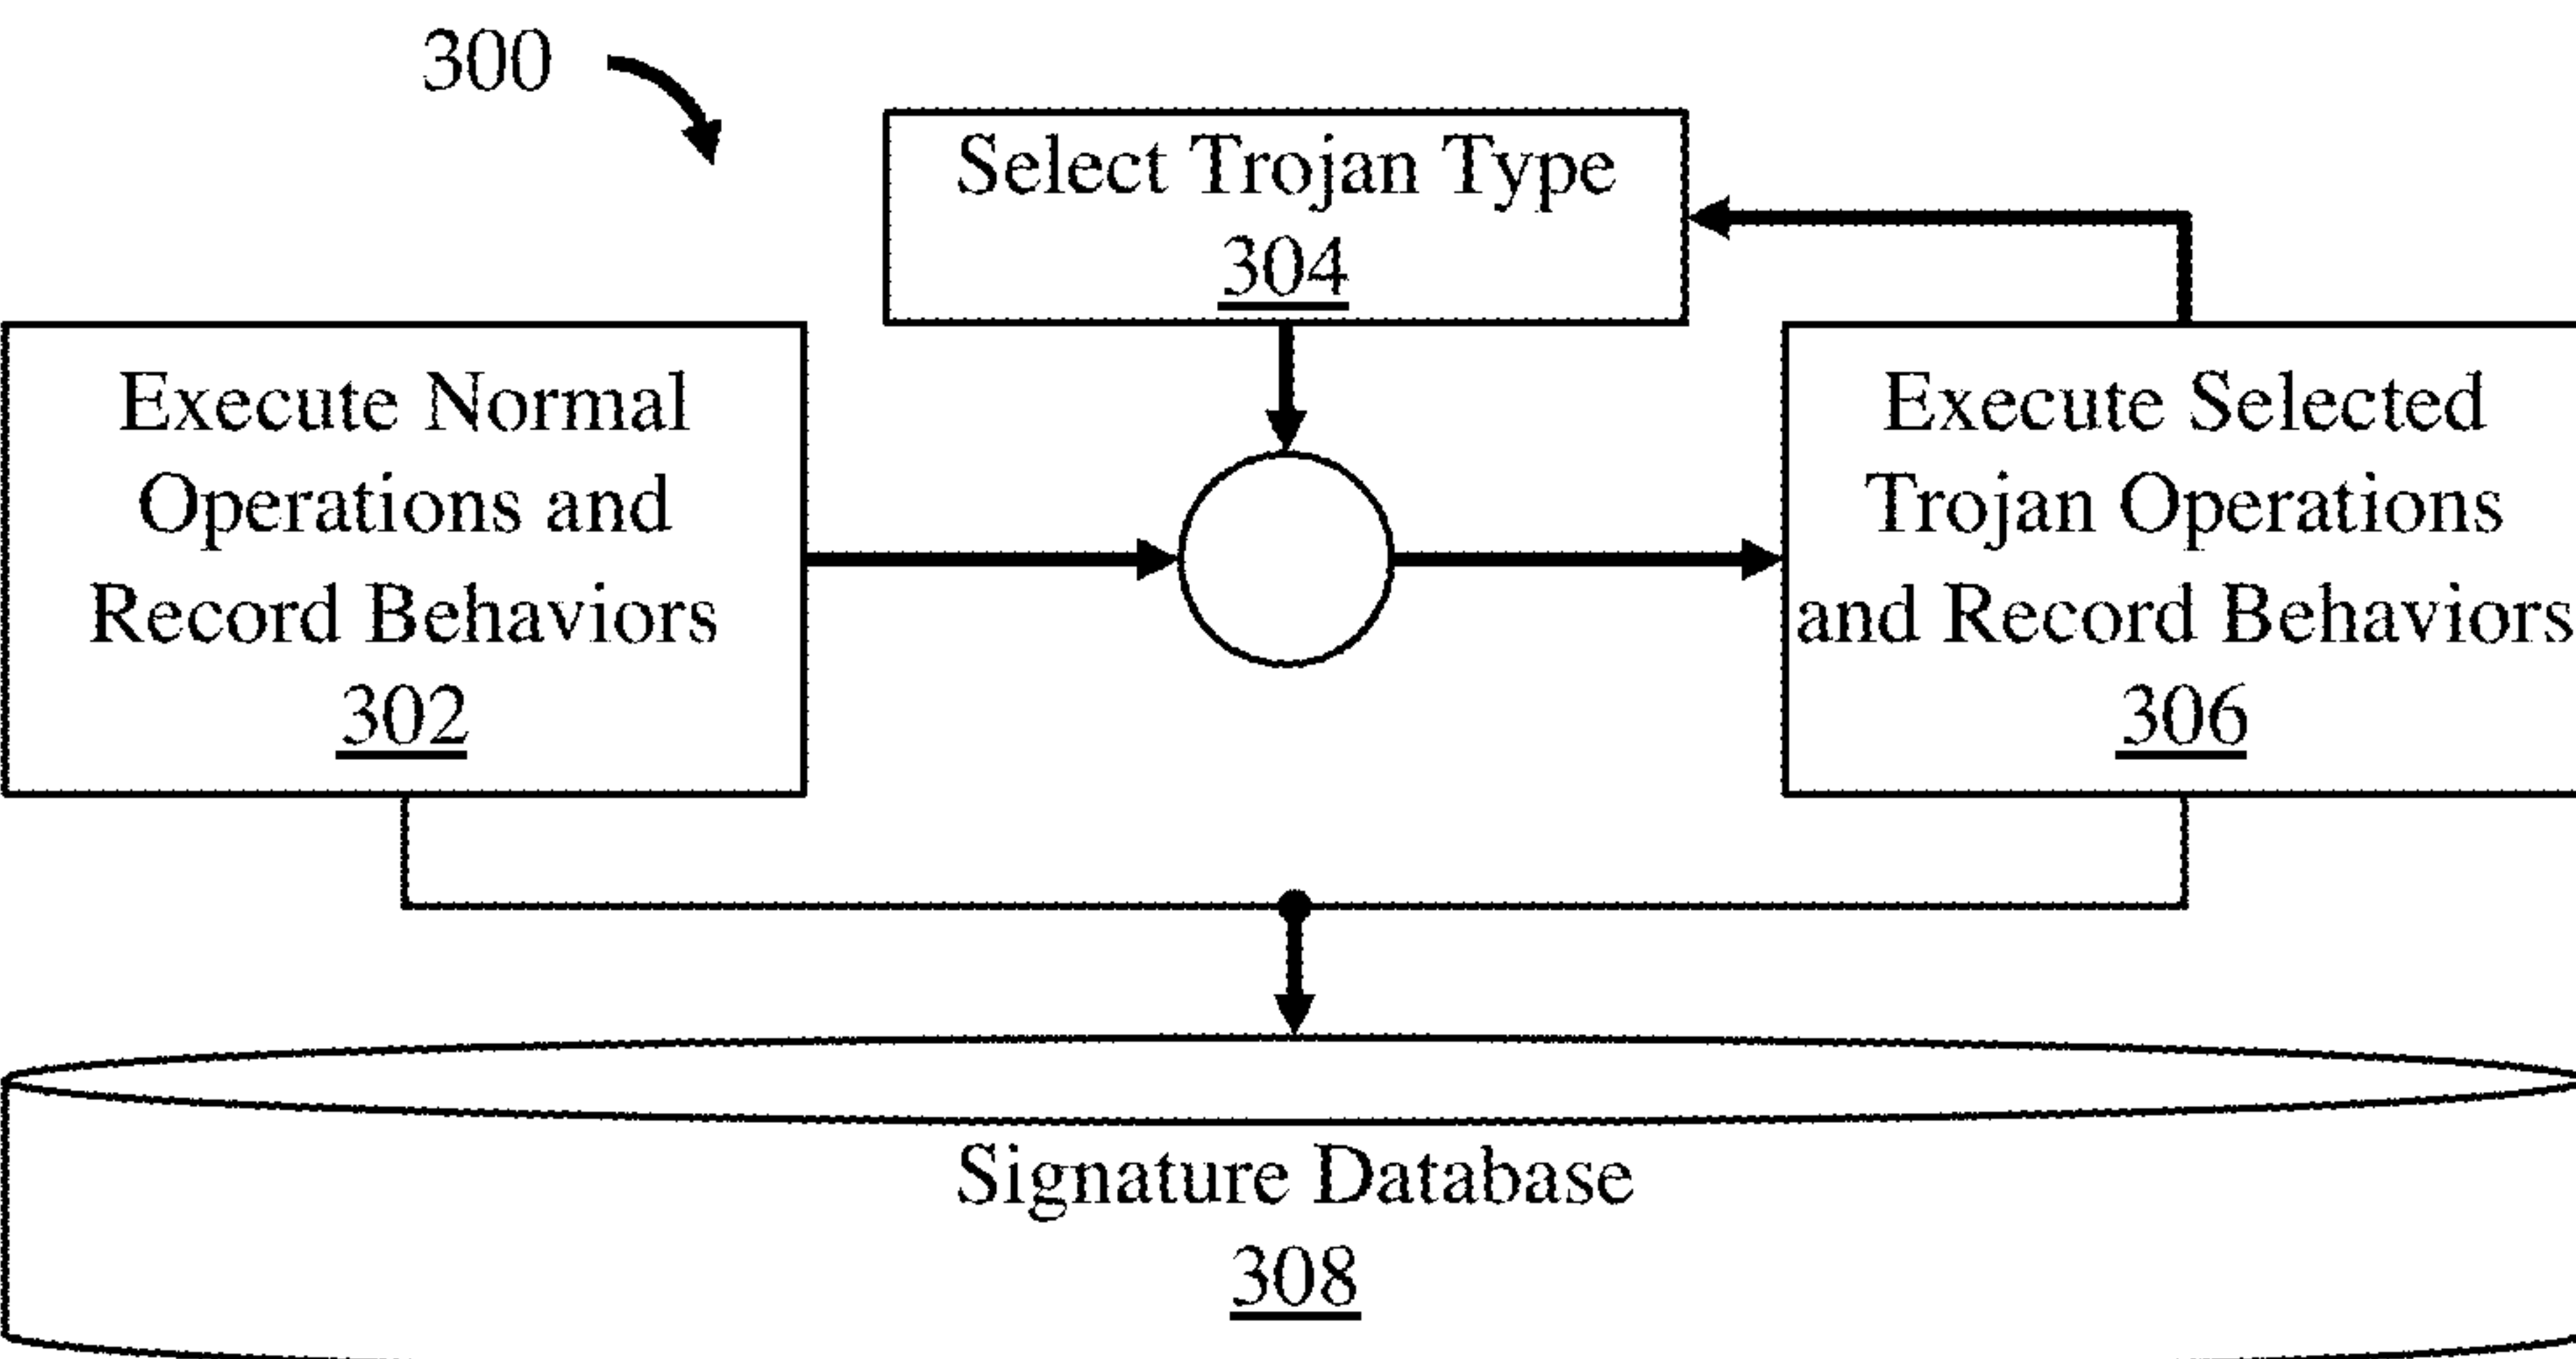 300
Select Trojan Type
304
Execute Normal
Operations and
Record Behaviors
302
Execute Selected
Trojan Operations
and Record Behaviors
306
Signature Database
308